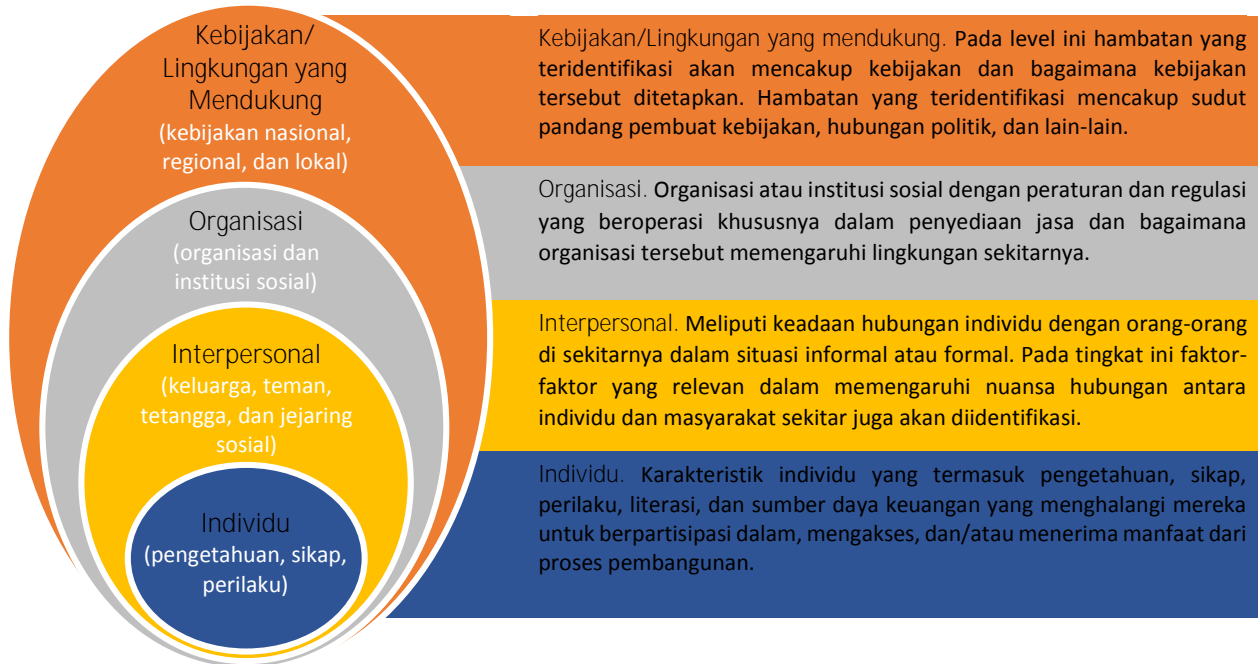 Kebijakan/
Lingkungan yang
Mendukung
(kebijakan nasional,
regional, dan lokal)
Organisasi
(organisasi dan
institusi sosial)
Interpersonal
(keluarga, teman,
tetangga, dan jejaring
sosial)
Individu
(pengetahuan, sikap,
perilaku)
Kebijakan/Lingkungan yang mendukung. Pada level ini hambatan yang
teridentifikasi akan mencakup kebijakan dan bagaimana kebijakan
tersebut ditetapkan. Hambatan yang teridentifikasi mencakup sudut
pandang pembuat kebijakan, hubungan politik, dan lain-lain.
Organisasi. Organisasi atau institusi sosial dengan peraturan dan regulasi
yang beroperasi khususnya dalam penyediaan jasa dan bagaimana
organisasi tersebut memengaruhi lingkungan sekitarnya.
Interpersonal. Meliputi keadaan hubungan individu dengan orang-orang
di sekitarnya dalam situasi informal atau formal. Pada tingkat ini faktor-
faktor yang relevan dalam memengaruhi nuansa hubungan antara
individu dan masyarakat sekitar juga akan diidentifikasi.
Individu. Karakteristik individu yang termasuk pengetahuan, sikap,
perilaku, literasi, dan sumber daya keuangan yang menghalangi mereka
untuk berpartisipasi dalam, mengakses, dan/atau menerima manfaat dari
proses pembangunan.